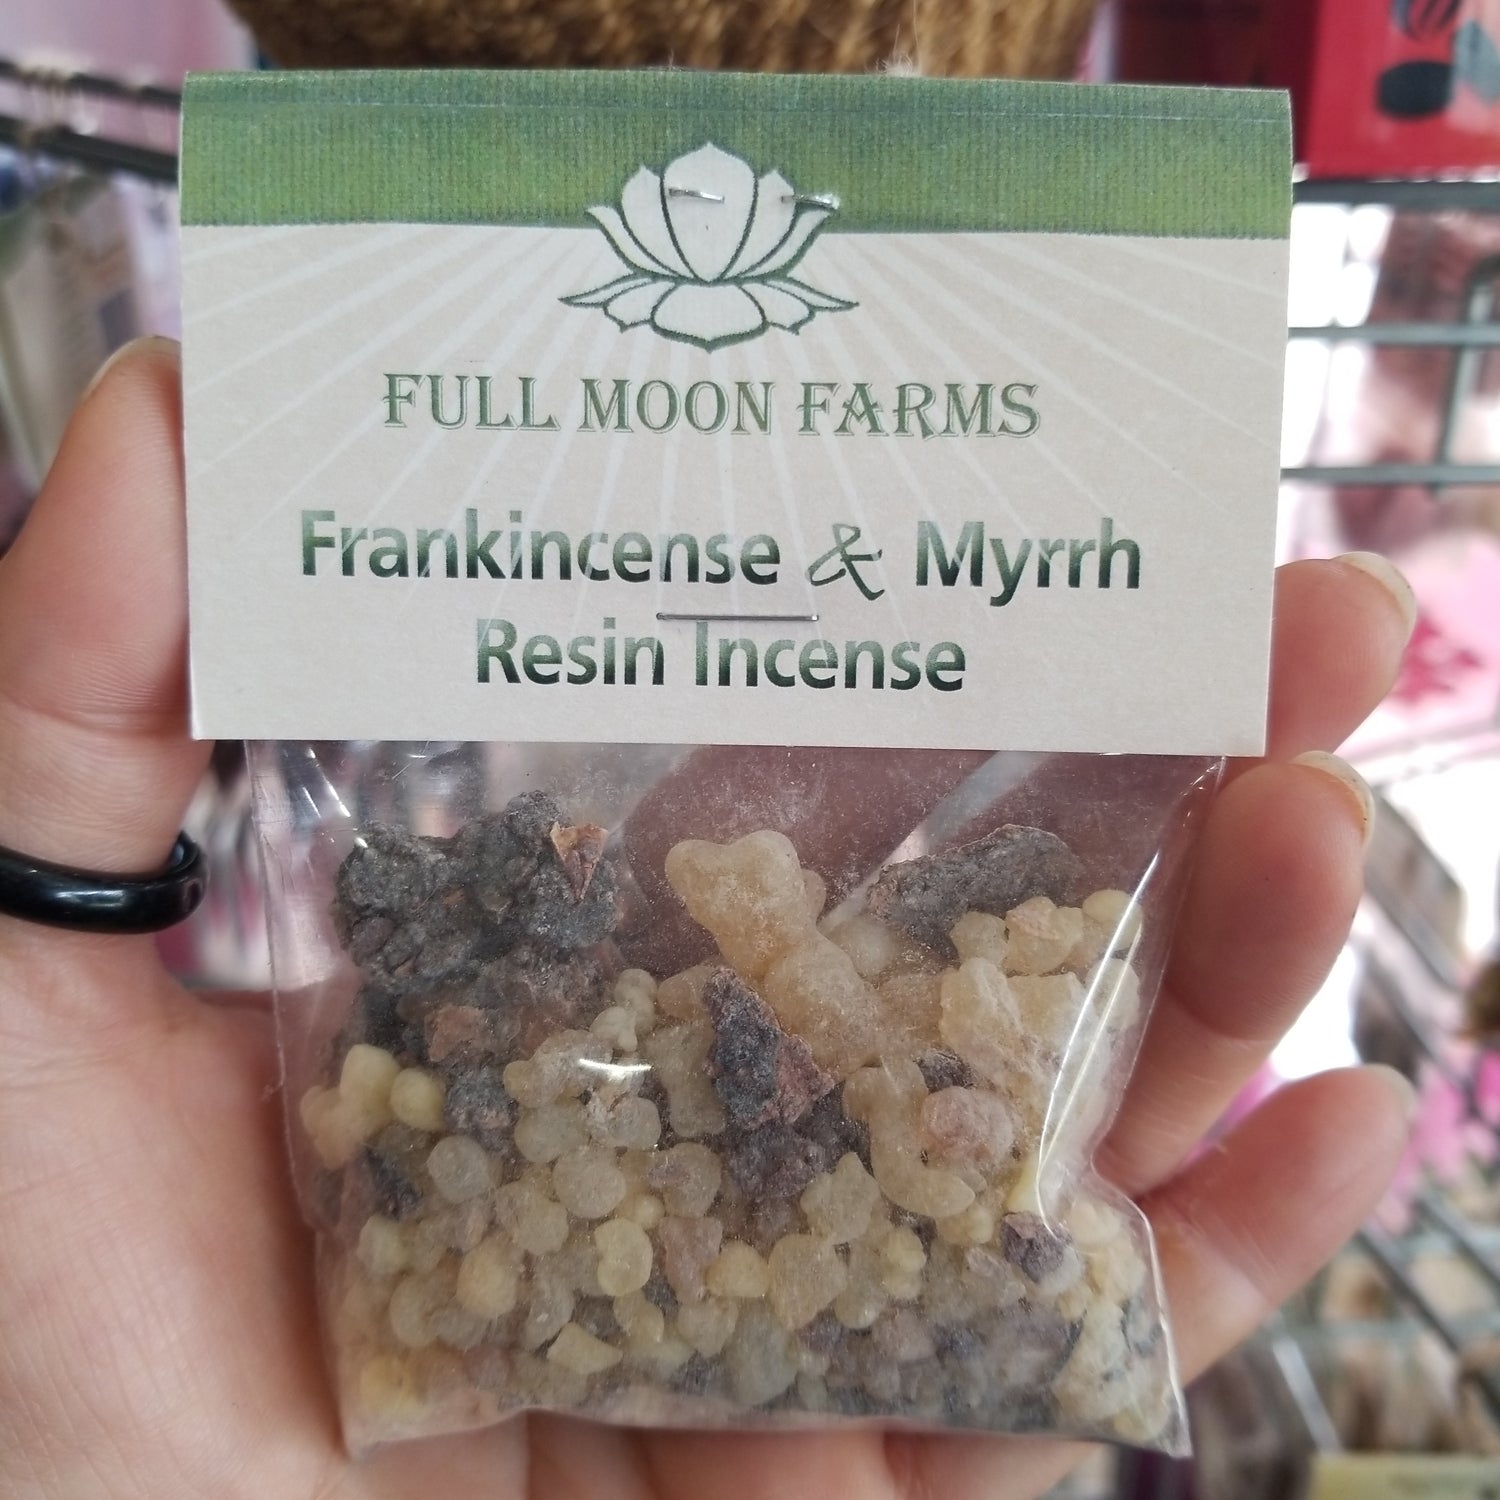 FULL MOON FARMS
Frankincense & Myrrh
Resin Incense